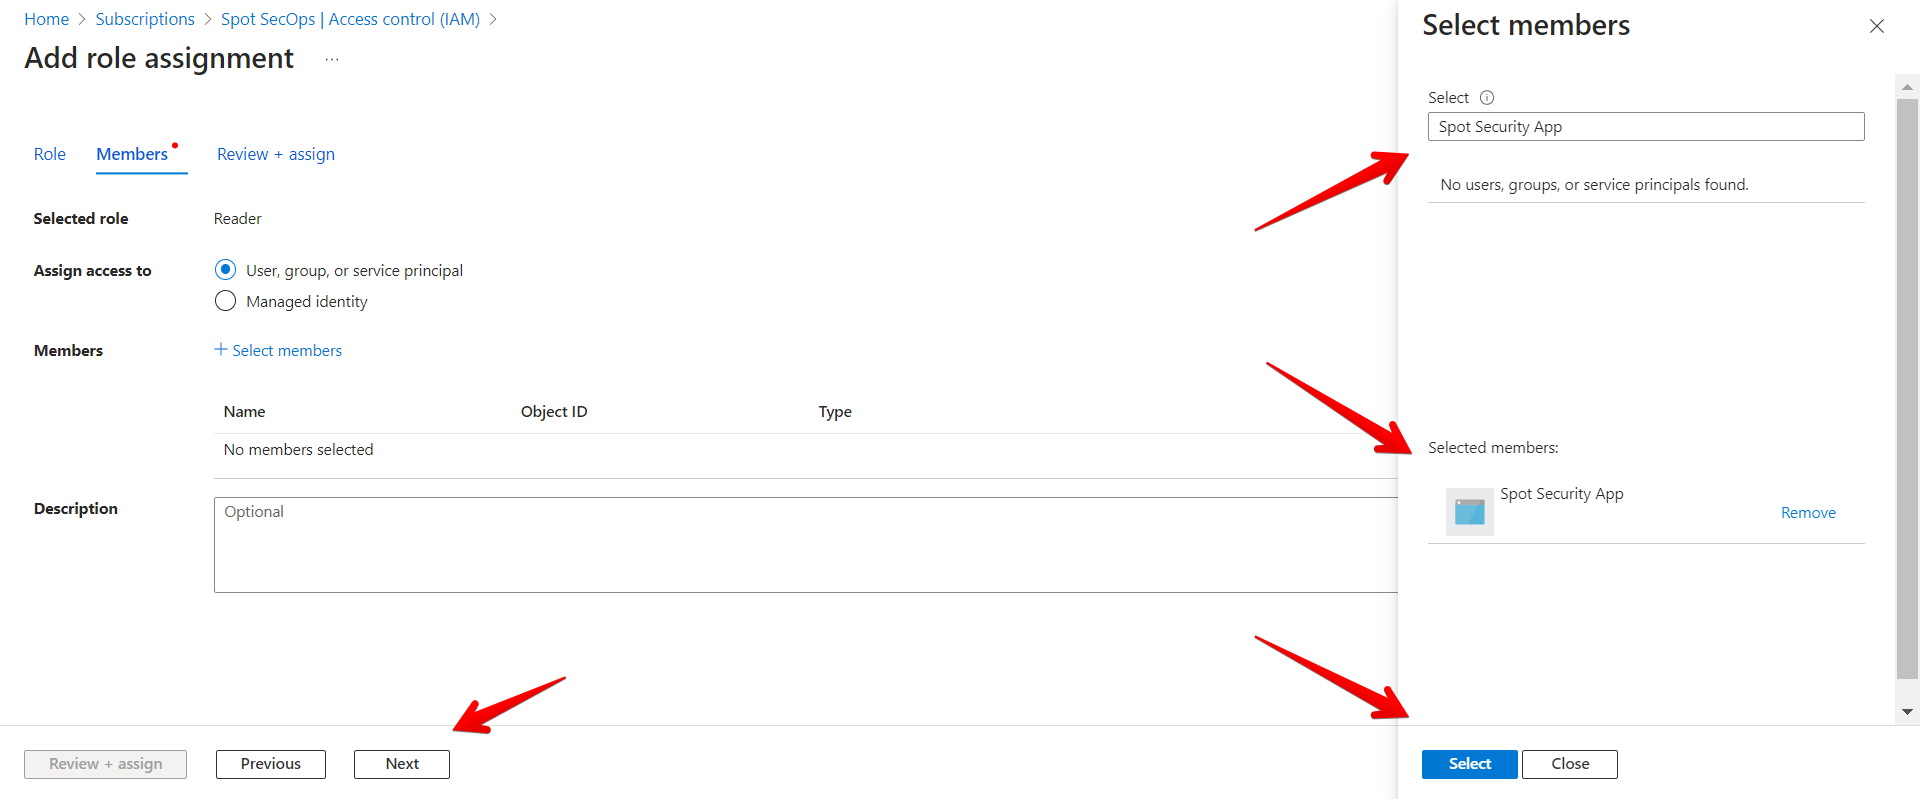 Home > Subscriptions > Spot SecOps | Access control (IAM) >
Add role assignment ...
Role Members Review + assign
Selected role Reader
Assign access to User, group, or service principal
Managed identity
Members + Select members
Name Object ID Type
No members selected
Description Optional
Review + assign Previous Next
Select members
Select
Spot Security App
No users, groups, or service principals found.
Selected members:
Spot Security App
Remove
Select Close